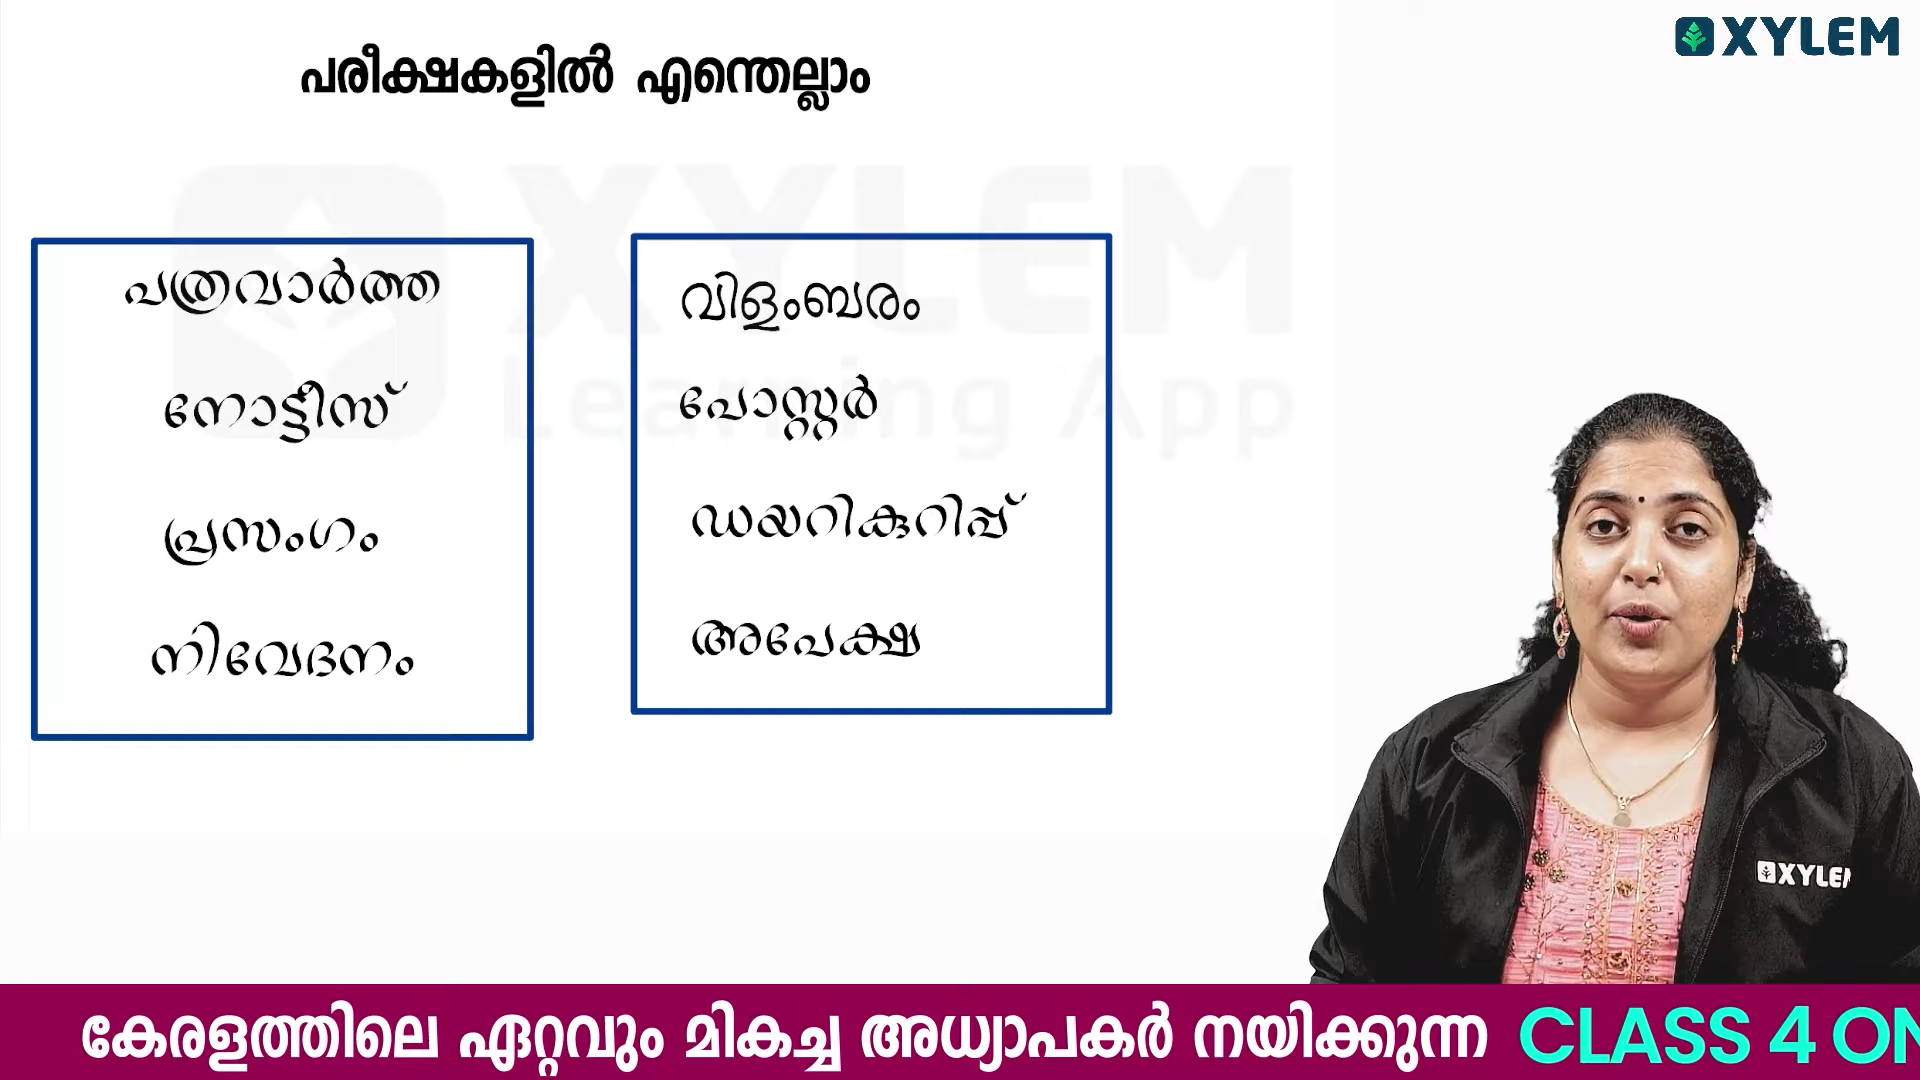 XYLEM
പരീക്ഷകളിൽ എന്തെല്ലാം
XYLEM
Learning App
പത്രവാർത്ത
നോട്ടീസ്
പ്രസംഗം
നിവേദനം
വിളംബരം
പോസ്റ്റർ
ഡയറികുറിപ്പ്
അപേക്ഷ
XYLEM
കേരളത്തിലെ ഏറ്റവും മികച്ച അധ്യാപകർ നയിക്കുന്ന CLASS 4 ON